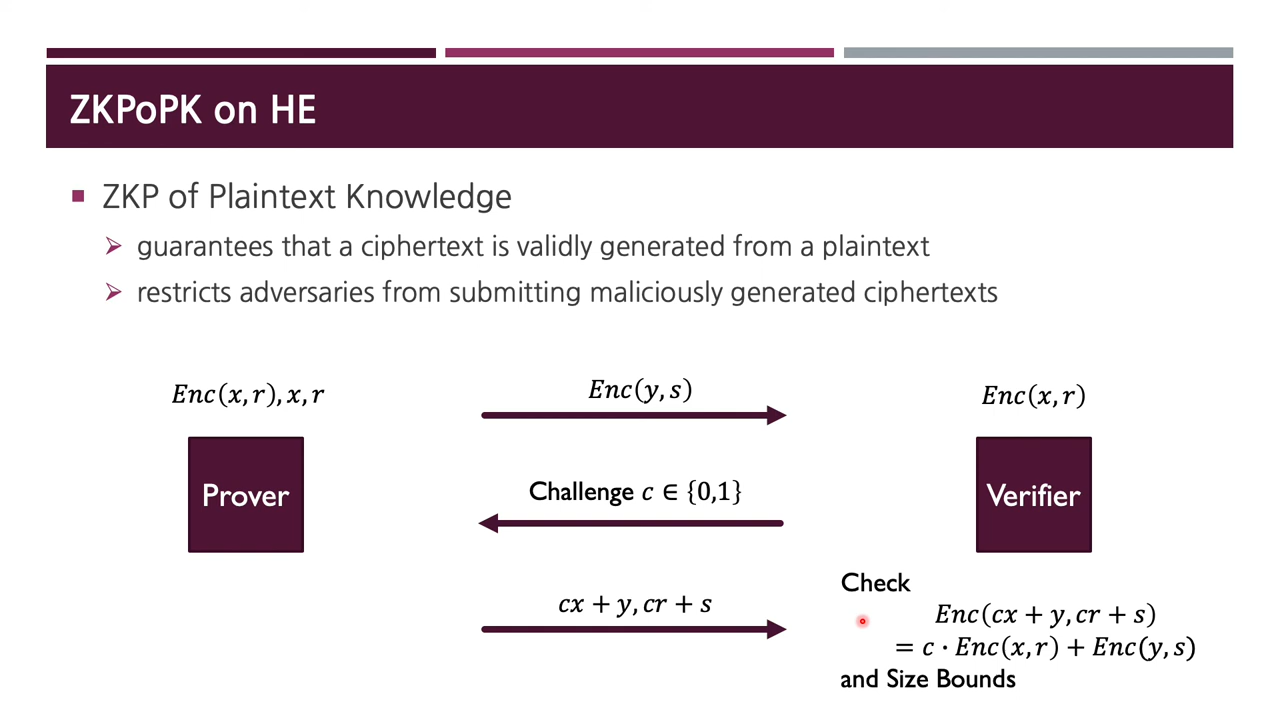 ZKPoPK on HE
ZKP of Plaintext Knowledge
guarantees that a ciphertext is validly generated from a plaintext
restricts adversaries from submitting maliciously generated ciphertexts
Enc(x, r), x, r
Enc(y, s)
Enc(x, r)
Prover
Challenge c ∈ {0,1}
Verifier
cx + y, cr + s
Check
Enc(cx + y, cr + s)
= c · Enc(x, r) + Enc(y, s)
and Size Bounds